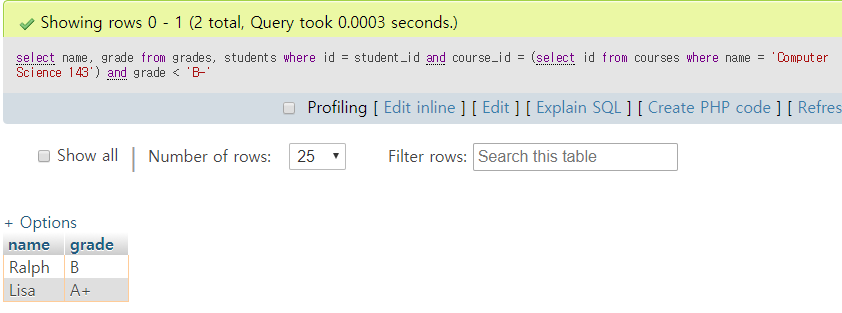 Showing rows 0 - 1 (2 total, Query took 0.0003 seconds.)
select name, grade from grades, students where id = student_id and course_id = (select id from courses where name = 'Computer
Science 143') and grade < 'B-'
Profiling [ Edit inline ] [ Edit ] [ Explain SQL ] [ Create PHP code ] [ Refres
Show all | Number of rows: 25 Filter rows: Search this table
+ Options
name grade
Ralph B
Lisa A+